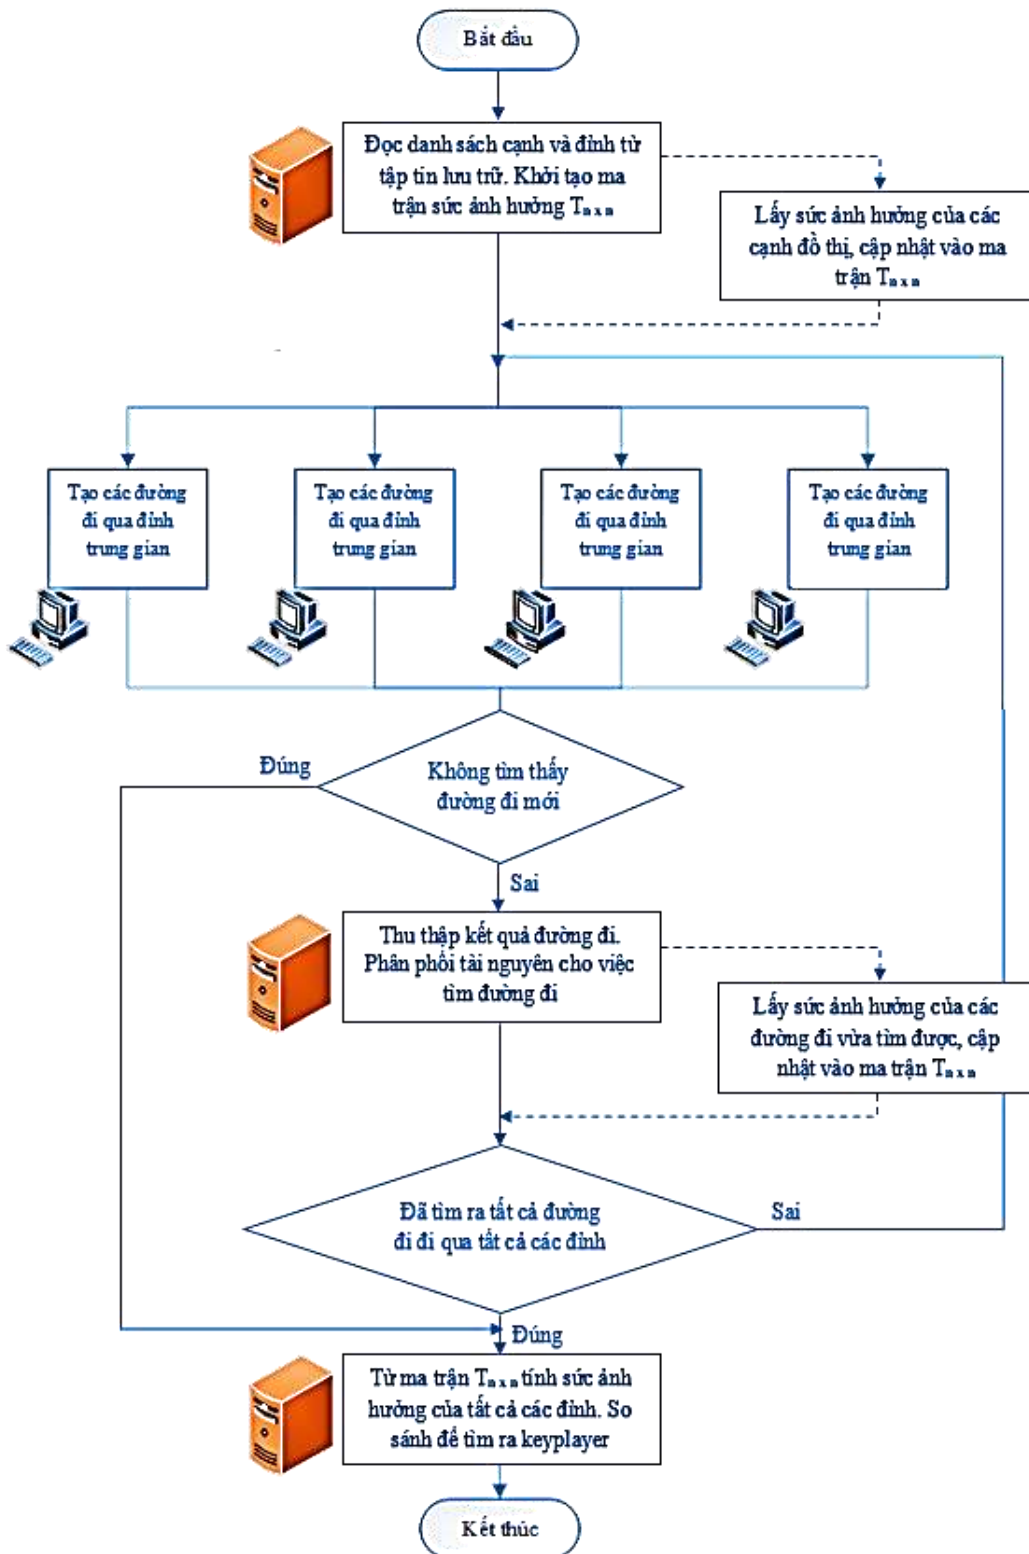 Bắt đầu
Đọc danh sách cạnh và đỉnh từ
tập tin lưu trữ. Khởi tạo ma
trận sức ảnh hưởng Tₙ ₓ ₙ
Lấy sức ảnh hưởng của các
cạnh đồ thị, cập nhật vào ma
trận Tₙ ₓ ₙ
Tạo các đường
đi qua đỉnh
trung gian
Tạo các đường
đi qua đỉnh
trung gian
Tạo các đường
đi qua đỉnh
trung gian
Tạo các đường
đi qua đỉnh
trung gian
Đúng
Không tìm thấy
đường đi mới
Sai
Thu thập kết quả đường đi.
Phân phối tài nguyên cho việc
tìm đường đi
Lấy sức ảnh hưởng của các
đường đi vừa tìm được, cập
nhật vào ma trận Tₙ ₓ ₙ
Đã tìm ra tất cả đường
đi đi qua tất cả các đỉnh
Sai
Đúng
Từ ma trận Tₙ ₓ ₙ tính sức ảnh
hưởng của tất cả các đỉnh. So
sánh để tìm ra keyplayer
Kết thúc